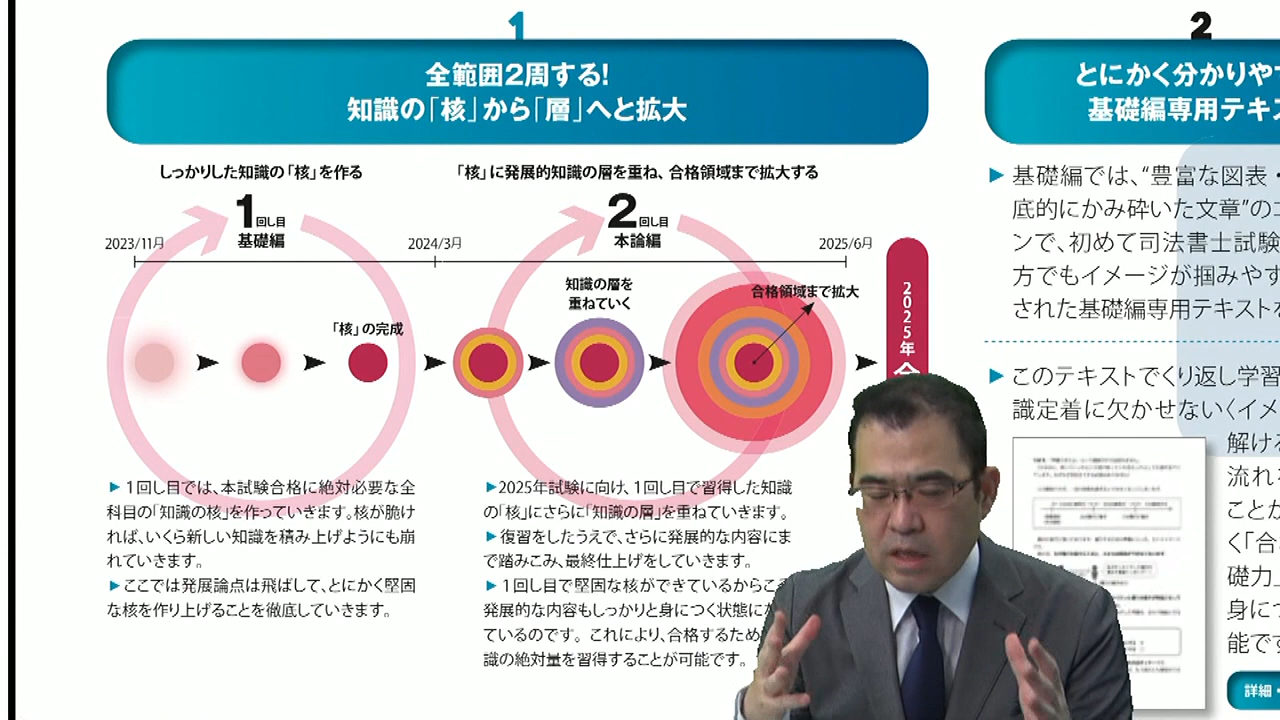 1
全範囲2周する!
知識の「核」から「層」へと拡大
しっかりした知識の「核」を作る
1回し目
基礎編
「核」に発展的知識の層を重ね、合格領域まで拡大する
2回し目
本論編
2023/11月
2024/3月
2025/6月
「核」の完成
知識の層を
重ねていく
合格領域まで拡大
2025年
合
▶1回し目では、本試験合格に絶対必要な全
科目の「知識の核」を作っていきます。核が脆け
れば、いくら新しい知識を積み上げようにも崩
れていきます。
▶ここでは発展論点は飛ばして、とにかく堅固
な核を作り上げることを徹底していきます。
▶2025年試験に向け、1回し目で習得した知識
の「核」にさらに「知識の層」を重ねていきます。
▶復習をしたうえで、さらに発展的な内容にま
で踏みこみ、最終仕上げをしていきます。
▶1回し目で堅固な核ができているからこ
発展的な内容もしっかりと身につく状態に
ているのです。これにより、合格するため
識の絶対量を習得することが可能です。
2
とにかく分かりや
基礎編専用テキ
▶基礎編では、“豊富な図表・
底的にかみ砕いた文章”の
ンで、初めて司法書士試験
方でもイメージが掴みやす
された基礎編専用テキスト
▶このテキストでくり返し学習
識定着に欠かせない〈イメ
解ける
流れ
ことか
く「合
礎力
身につ
能です
詳細・